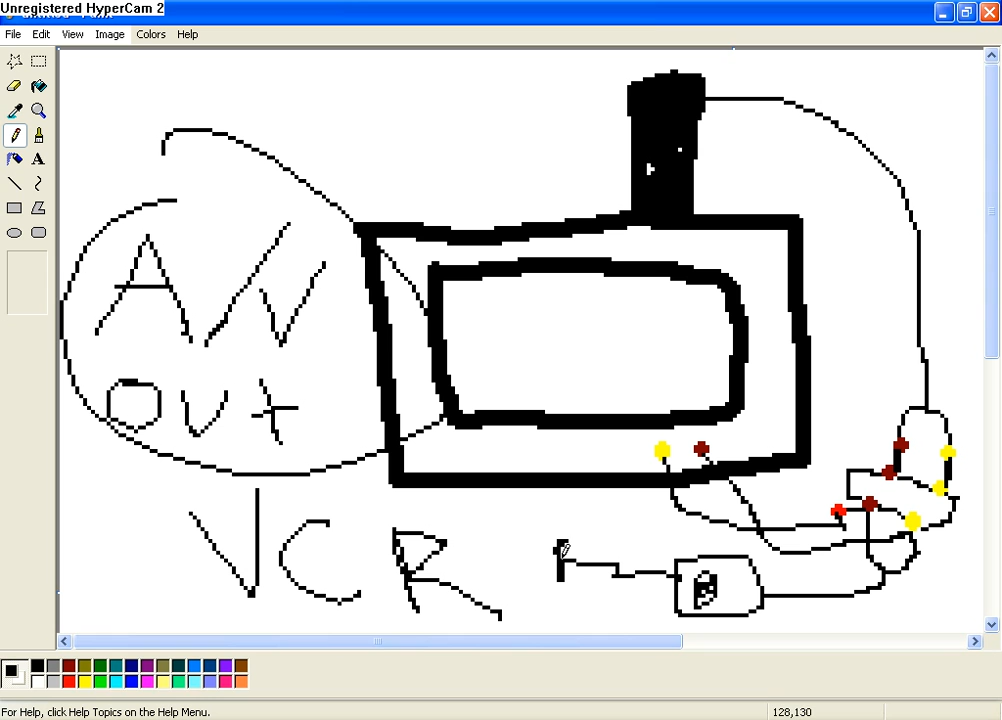 Unregistered HyperCam 2
File Edit View Image Colors Help
A/V
out
VCR
For Help, click Help Topics on the Help Menu.
128,130